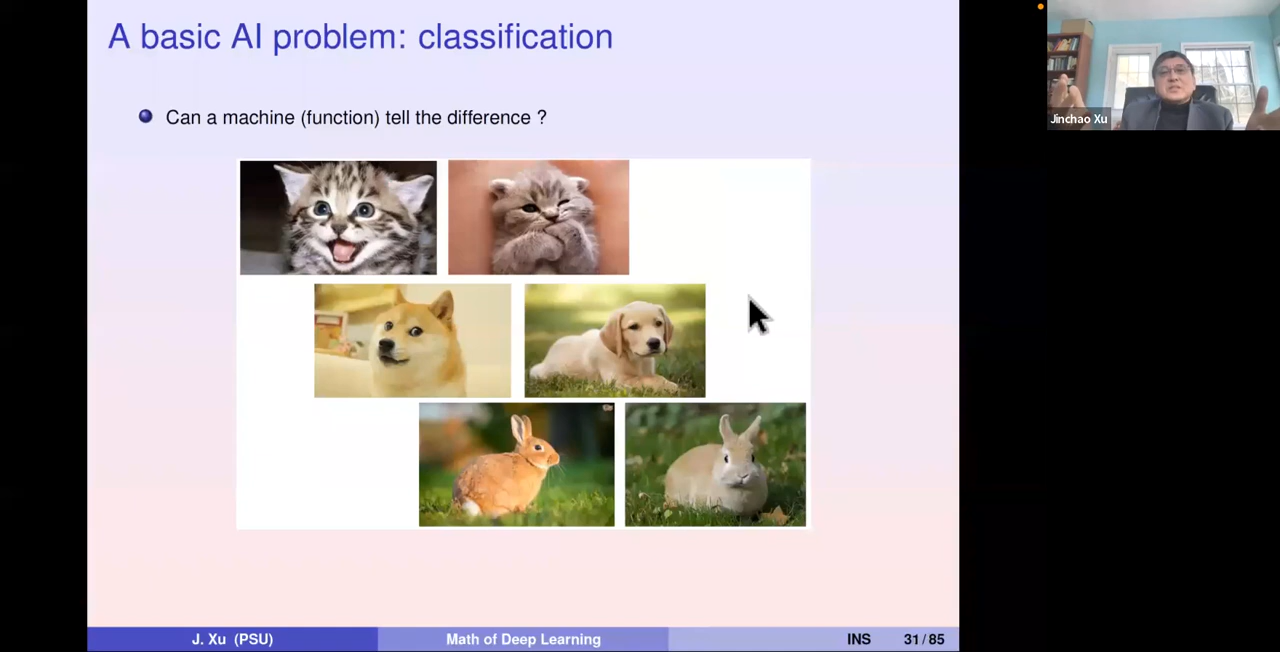 A basic AI problem: classification
Can a machine (function) tell the difference ?
Jinchao Xu
J. Xu (PSU)
Math of Deep Learning
INS
31 / 85